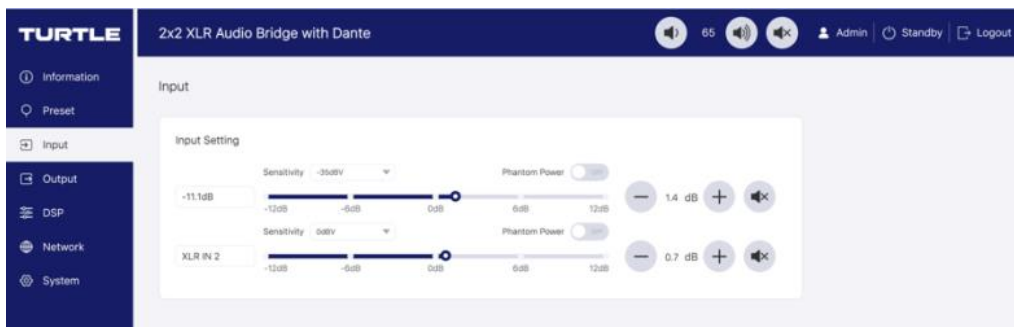 TURTLE
2x2 XLR Audio Bridge with Dante
65
Admin
Standby
Logout
Information
Preset
Input
Output
DSP
Network
System
Input
Input Setting
Sensitivity -35dBV
Phantom Power OFF
-11.1dB
-12dB -6dB 0dB 6dB 12dB
1.4 dB
Sensitivity 0dBV
Phantom Power OFF
XLR IN 2
-12dB -6dB 0dB 6dB 12dB
0.7 dB